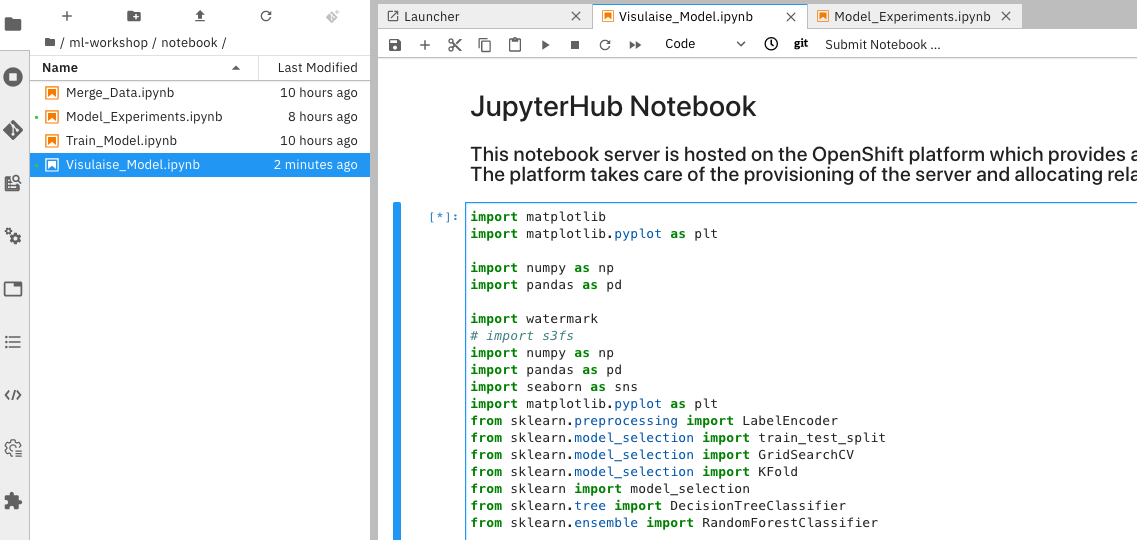 Launcher
Visulaise_Model.ipynb
Model_Experiments.ipynb
/ ml-workshop / notebook /
Code
git
Submit Notebook ...
Name
Last Modified
Merge_Data.ipynb 10 hours ago
Model_Experiments.ipynb 8 hours ago
Train_Model.ipynb 10 hours ago
Visulaise_Model.ipynb 2 minutes ago
JupyterHub Notebook
This notebook server is hosted on the OpenShift platform which provides a
The platform takes care of the provisioning of the server and allocating rela
[*]:
import matplotlib
import matplotlib.pyplot as plt
import numpy as np
import pandas as pd
import watermark
# import s3fs
import numpy as np
import pandas as pd
import seaborn as sns
import matplotlib.pyplot as plt
from sklearn.preprocessing import LabelEncoder
from sklearn.model_selection import train_test_split
from sklearn.model_selection import GridSearchCV
from sklearn.model_selection import KFold
from sklearn import model_selection
from sklearn.tree import DecisionTreeClassifier
from sklearn.ensemble import RandomForestClassifier